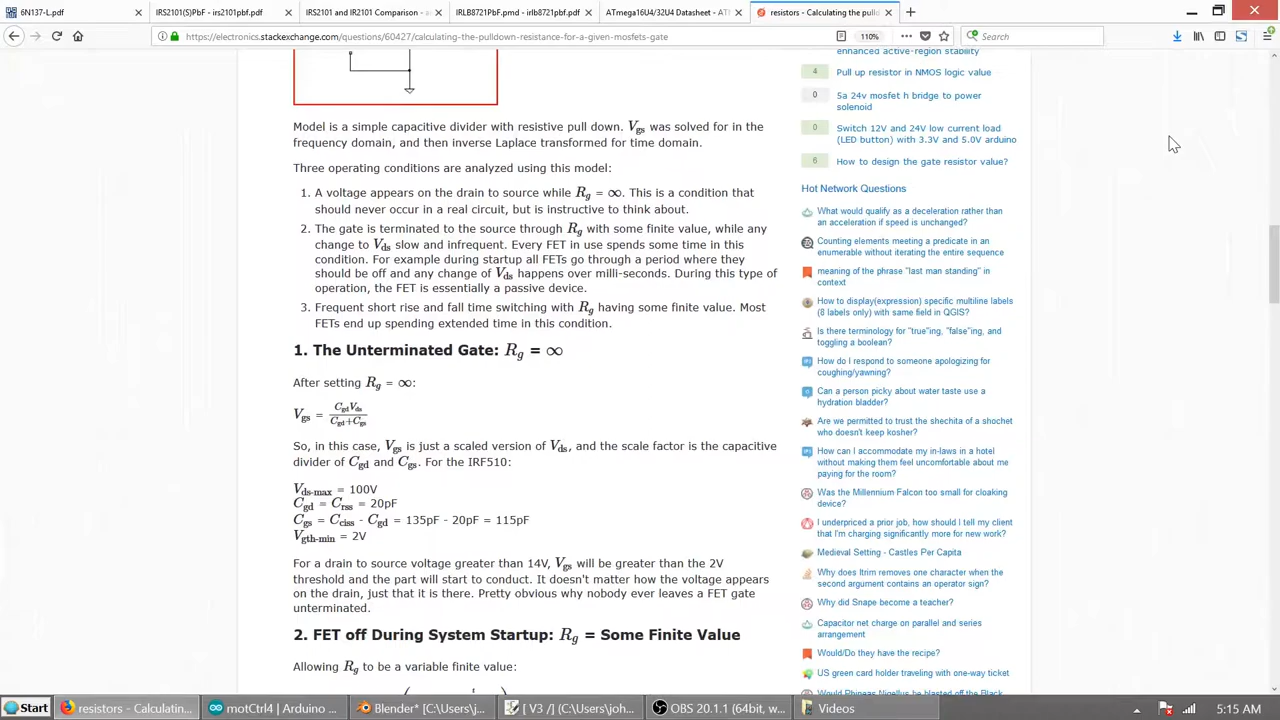 6N137-L.pdf
IRS2101(S)PbF - irs2101pbf.pdf
IRS2101 and IR2101 Comparison - a
IRLB8721PbF.pmd - irlb8721pbf.pdf
ATmega16U4/32U4 Datasheet - AT
resistors - Calculating the pulldo
https://electronics.stackexchange.com/questions/60427/calculating-the-pulldown-resistance-for-a-given-mosfets-gate
110%
Search
Model is a simple capacitive divider with resistive pull down. Vgs was solved for in the
frequency domain, and then inverse Laplace transformed for time domain.
Three operating conditions are analyzed using this model:
1. A voltage appears on the drain to source while Rg = ∞. This is a condition that
should never occur in a real circuit, but is instructive to think about.
2. The gate is terminated to the source through Rg with some finite value, while any
change to Vds slow and infrequent. Every FET in use spends some time in this
condition. For example during startup all FETs go through a period where they
should be off and any change of Vds happens over milli-seconds. During this type of
operation, the FET is essentially a passive device.
3. Frequent short rise and fall time switching with Rg having some finite value. Most
FETs end up spending extended time in this condition.
1. The Unterminated Gate: Rg = ∞
After setting Rg = ∞:
Vgs = CgdVds / Cgd+Cgs
So, in this case, Vgs is just a scaled version of Vds, and the scale factor is the capacitive
divider of Cgd and Cgs. For the IRF510:
Vds-max = 100V
Cgd = Crss = 20pF
Cgs = Cciss - Cgd = 135pF - 20pF = 115pF
Vgth-min = 2V
For a drain to source voltage greater than 14V, Vgs will be greater than the 2V
threshold and the part will start to conduct. It doesn't matter how the voltage appears
on the drain, just that it is there. Pretty obvious why nobody ever leaves a FET gate
unterminated.
2. FET off During System Startup: Rg = Some Finite Value
Allowing Rg to be a variable finite value:
enhanced active-region stability
4 Pull up resistor in NMOS logic value
0 5a 24v mosfet h bridge to power
solenoid
0 Switch 12V and 24V low current load
(LED button) with 3.3V and 5.0V arduino
6 How to design the gate resistor value?
Hot Network Questions
What would qualify as a deceleration rather than
an acceleration if speed is unchanged?
Counting elements meeting a predicate in an
enumerable without iterating the entire sequence
meaning of the phrase "last man standing" in
context
How to display(expression) specific multiline labels
(8 labels only) with same field in QGIS?
Is there terminology for "true"ing, "false"ing, and
toggling a boolean?
How do I respond to someone apologizing for
coughing/yawning?
Can a person picky about water taste use a
hydration bladder?
Are we permitted to trust the shechita of a shochet
who doesn't keep kosher?
How can I accommodate my in-laws in a hotel
without making them feel uncomfortable about me
paying for the room?
Was the Millennium Falcon too small for cloaking
device?
I underpriced a prior job, how should I tell my client
that I'm charging significantly more for new work?
Medieval Setting - Castles Per Capita
Why does ltrim removes one character when the
second argument contains an operator sign?
Why did Snape become a teacher?
Capacitor net charge on parallel and series
arrangement
Would/Do they have the recipe?
US green card holder traveling with one-way ticket
Would Phineas Nigellus be blasted off the Black
Start
resistors - Calculatin...
motCtrl4 | Arduino ...
Blender* [C:\Users\j...
[ V3 /] (C:\Users\joh...
OBS 20.1.1 (64bit, w...
Videos
5:15 AM